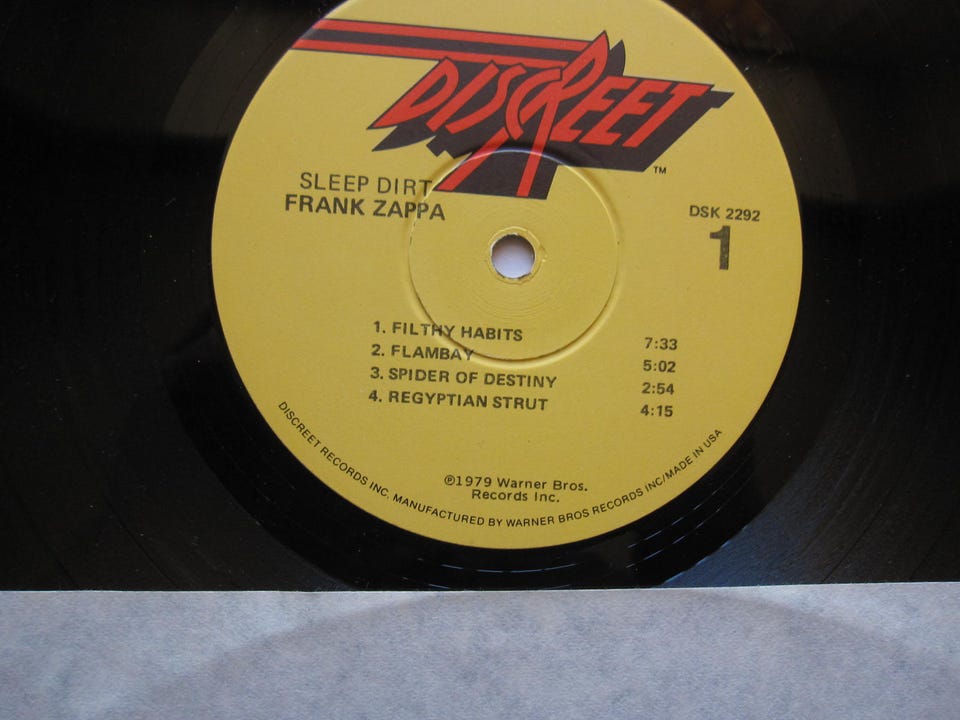 DISCREET
TM
SLEEP DIRT
FRANK ZAPPA
DSK 2292
1
1. FILTHY HABITS 7:33
2. FLAMBAY 5:02
3. SPIDER OF DESTINY 2:54
4. REGYPTIAN STRUT 4:15
℗1979 Warner Bros.
Records Inc.
DISCREET RECORDS INC. MANUFACTURED BY WARNER BROS RECORDS INC/MADE IN USA